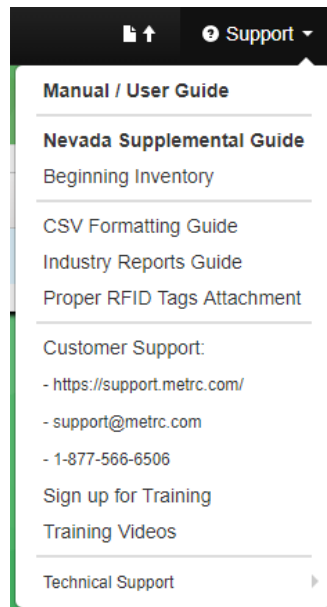 Support
Manual / User Guide
Nevada Supplemental Guide
Beginning Inventory
CSV Formatting Guide
Industry Reports Guide
Proper RFID Tags Attachment
Customer Support:
- https://support.metrc.com/
- support@metrc.com
- 1-877-566-6506
Sign up for Training
Training Videos
Technical Support